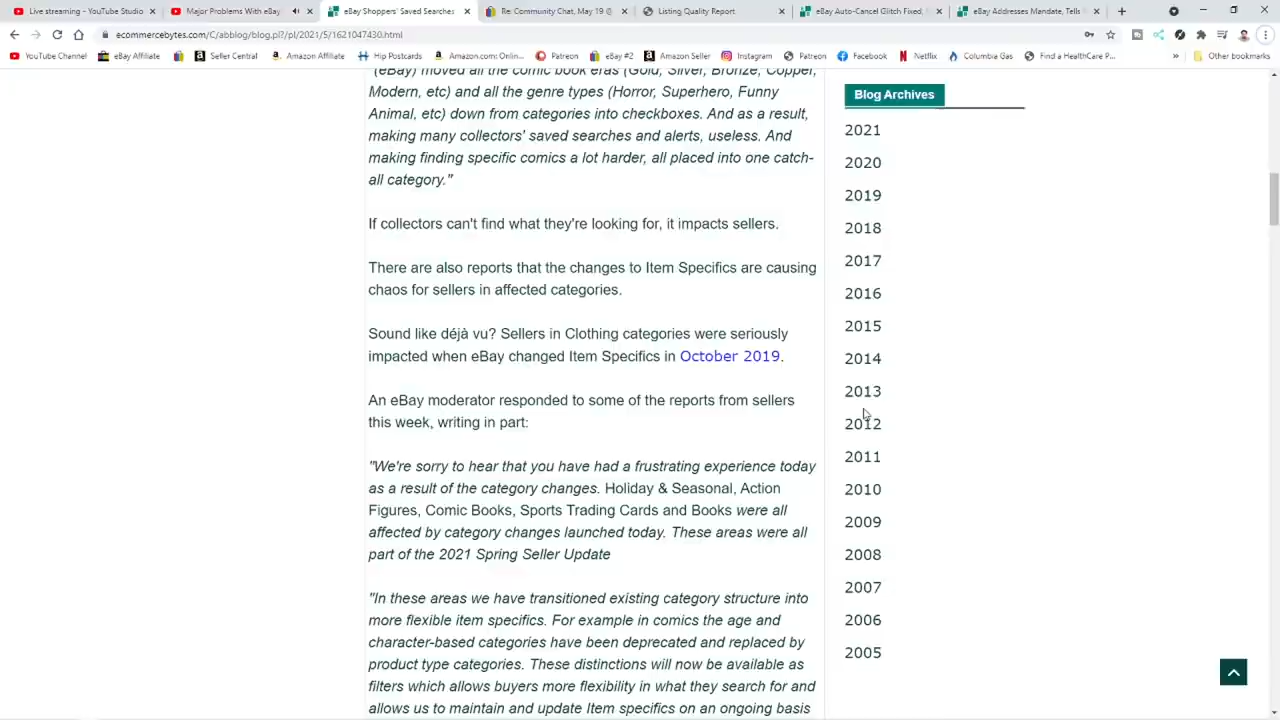 Live streaming - YouTube Studio
Major Problems With eBay
eBay Shoppers' Saved Searches
Re: Community Chat, May 19 @
Listing Quality Report
eBay Auto-Cancel Glitch Fixed,
eBay Addresses Mandate, Tells
ecommercebytes.com/C/abblog/blog.pl?/pl/2021/5/1621047430.html
YouTube Channel
eBay Affiliate
Seller Central
Amazon Affiliate
Hip Postcards
Amazon.com: Onlin...
Patreon
eBay #2
Amazon Seller
Instagram
Patreon
Facebook
Netflix
Columbia Gas
Find a HealthCare P...
»
Other bookmarks
(eBay) moved all the comic book eras (Gold, Silver, Bronze, Copper,
Modern, etc) and all the genre types (Horror, Superhero, Funny
Animal, etc) down from categories into checkboxes. And as a result,
making many collectors' saved searches and alerts, useless. And
making finding specific comics a lot harder, all placed into one catch-
all category."
If collectors can't find what they're looking for, it impacts sellers.
There are also reports that the changes to Item Specifics are causing
chaos for sellers in affected categories.
Sound like déjà vu? Sellers in Clothing categories were seriously
impacted when eBay changed Item Specifics in October 2019.
An eBay moderator responded to some of the reports from sellers
this week, writing in part:
"We're sorry to hear that you have had a frustrating experience today
as a result of the category changes. Holiday & Seasonal, Action
Figures, Comic Books, Sports Trading Cards and Books were all
affected by category changes launched today. These areas were all
part of the 2021 Spring Seller Update
"In these areas we have transitioned existing category structure into
more flexible item specifics. For example in comics the age and
character-based categories have been deprecated and replaced by
product type categories. These distinctions will now be available as
filters which allows buyers more flexibility in what they search for and
allows us to maintain and update Item specifics on an ongoing basis
Blog Archives
2021
2020
2019
2018
2017
2016
2015
2014
2013
2012
2011
2010
2009
2008
2007
2006
2005